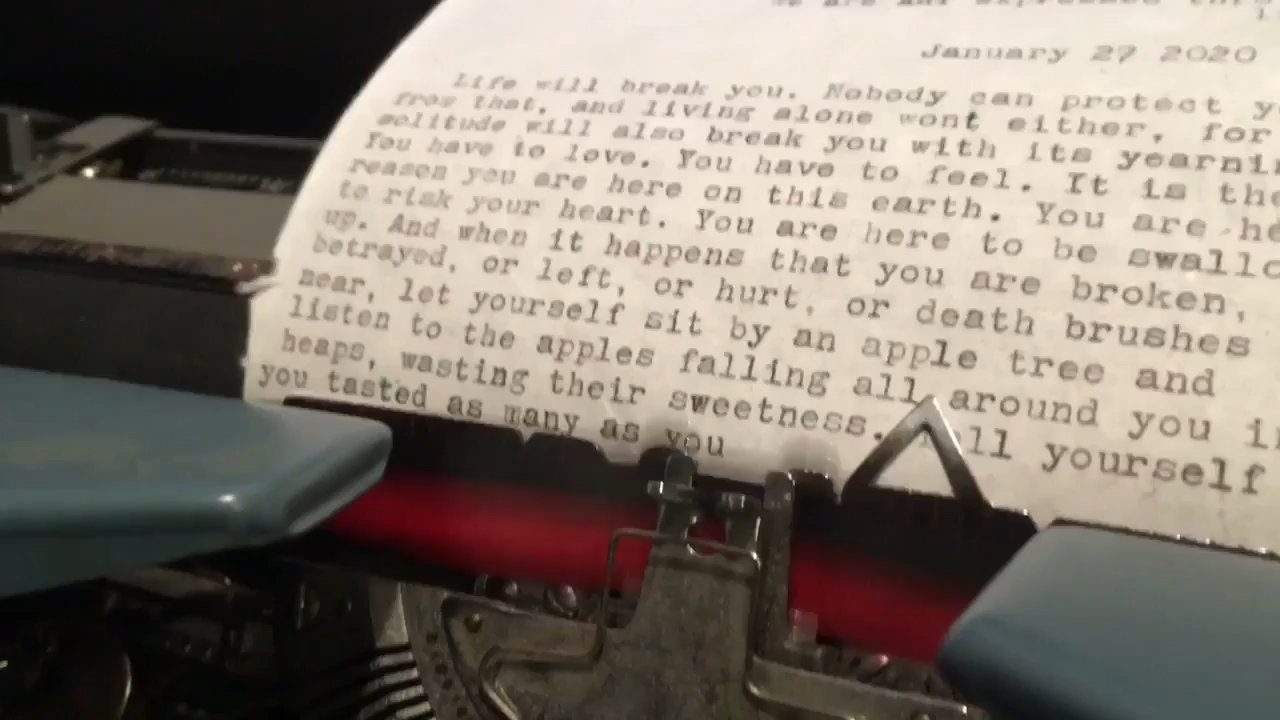 January 27 2020
Life will break you. Nobody can protect y
from that, and living alone wont either, for
solitude will also break you with its yearni
You have to love. You have to feel. It is the
reason you are here on this earth. You are he
to risk your heart. You are here to be swallo
up. And when it happens that you are broken,
betrayed, or left, or hurt, or death brushes
near, let yourself sit by an apple tree and
listen to the apples falling all around you i
heaps, wasting their sweetness. ll yourself
you tasted as many as you